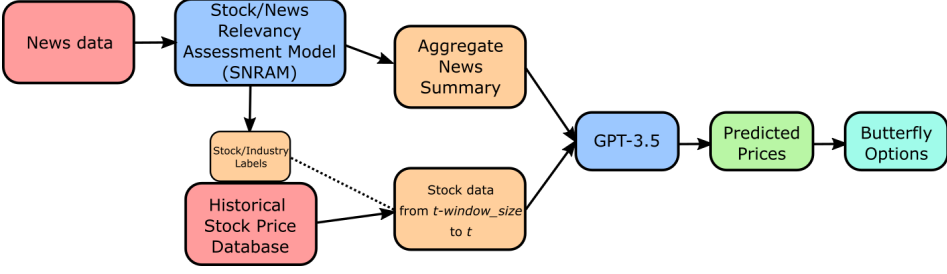 News data
Stock/News
Relevancy
Assessment Model
(SNRAM)
Aggregate
News
Summary
Stock/Industry
Labels
Historical
Stock Price
Database
Stock data
from t-window_size
to t
GPT-3.5
Predicted
Prices
Butterfly
Options